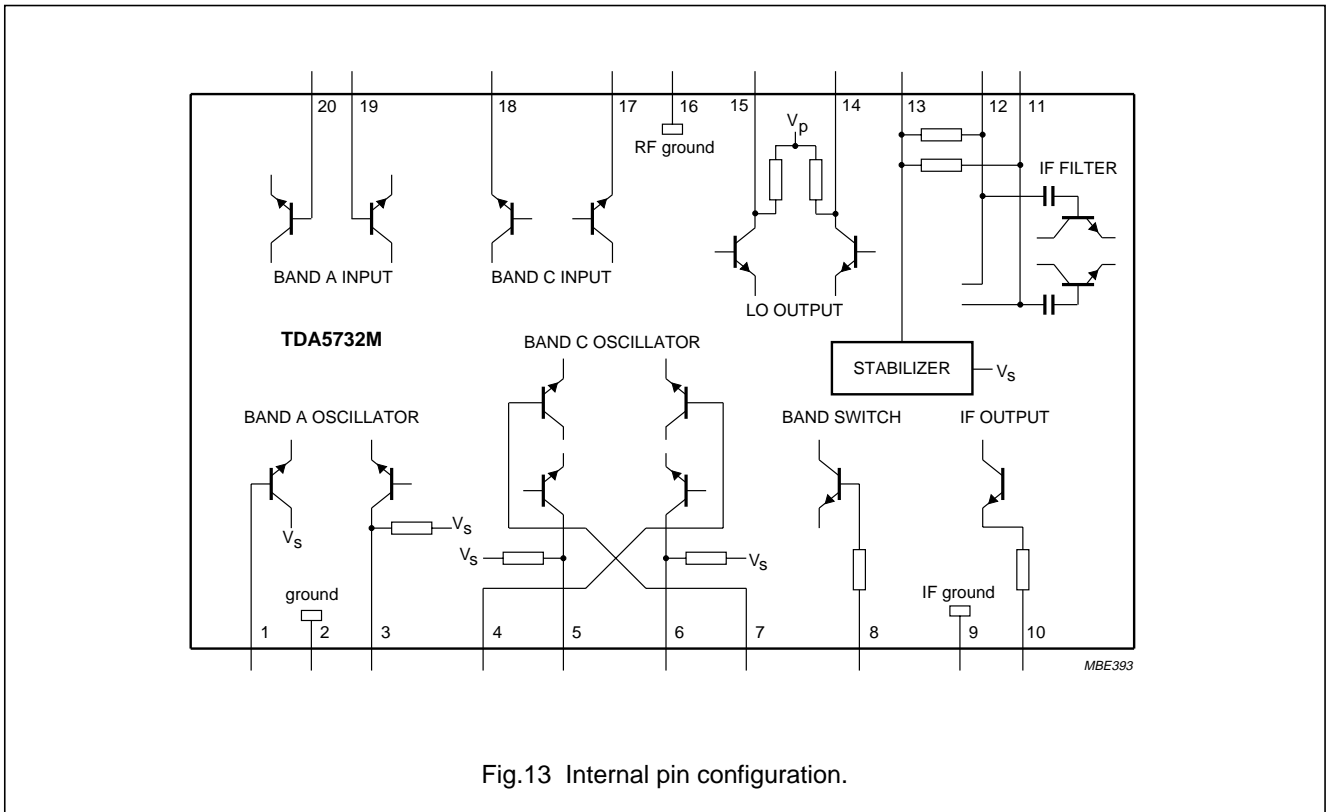 20 19 18 17 16 15 14 13 12 11
Vp
RF ground
IF FILTER
BAND A INPUT BAND C INPUT
LO OUTPUT
TDA5732M BAND C OSCILLATOR
STABILIZER Vs
BAND A OSCILLATOR BAND SWITCH IF OUTPUT
Vs Vs
Vs Vs
ground IF ground
1 2 3 4 5 6 7 8 9 10
MBE393
Fig.13 Internal pin configuration.